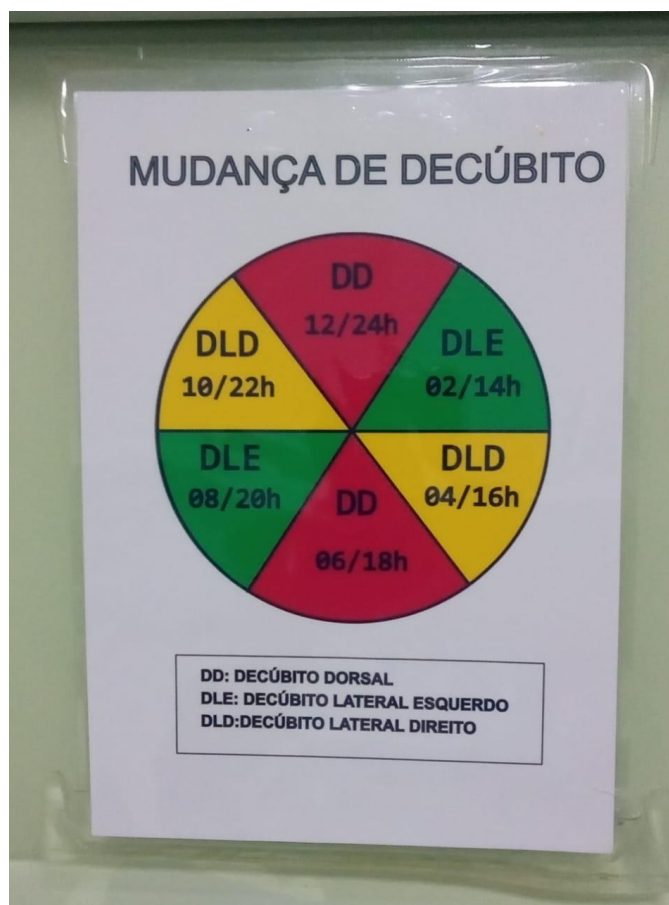 MUDANÇA DE DECÚBITO
DD
12/24h
DLE
02/14h
DLD
04/16h
DD
06/18h
DLE
08/20h
DLD
10/22h
DD: DECÚBITO DORSAL
DLE: DECÚBITO LATERAL ESQUERDO
DLD:DECÚBITO LATERAL DIREITO